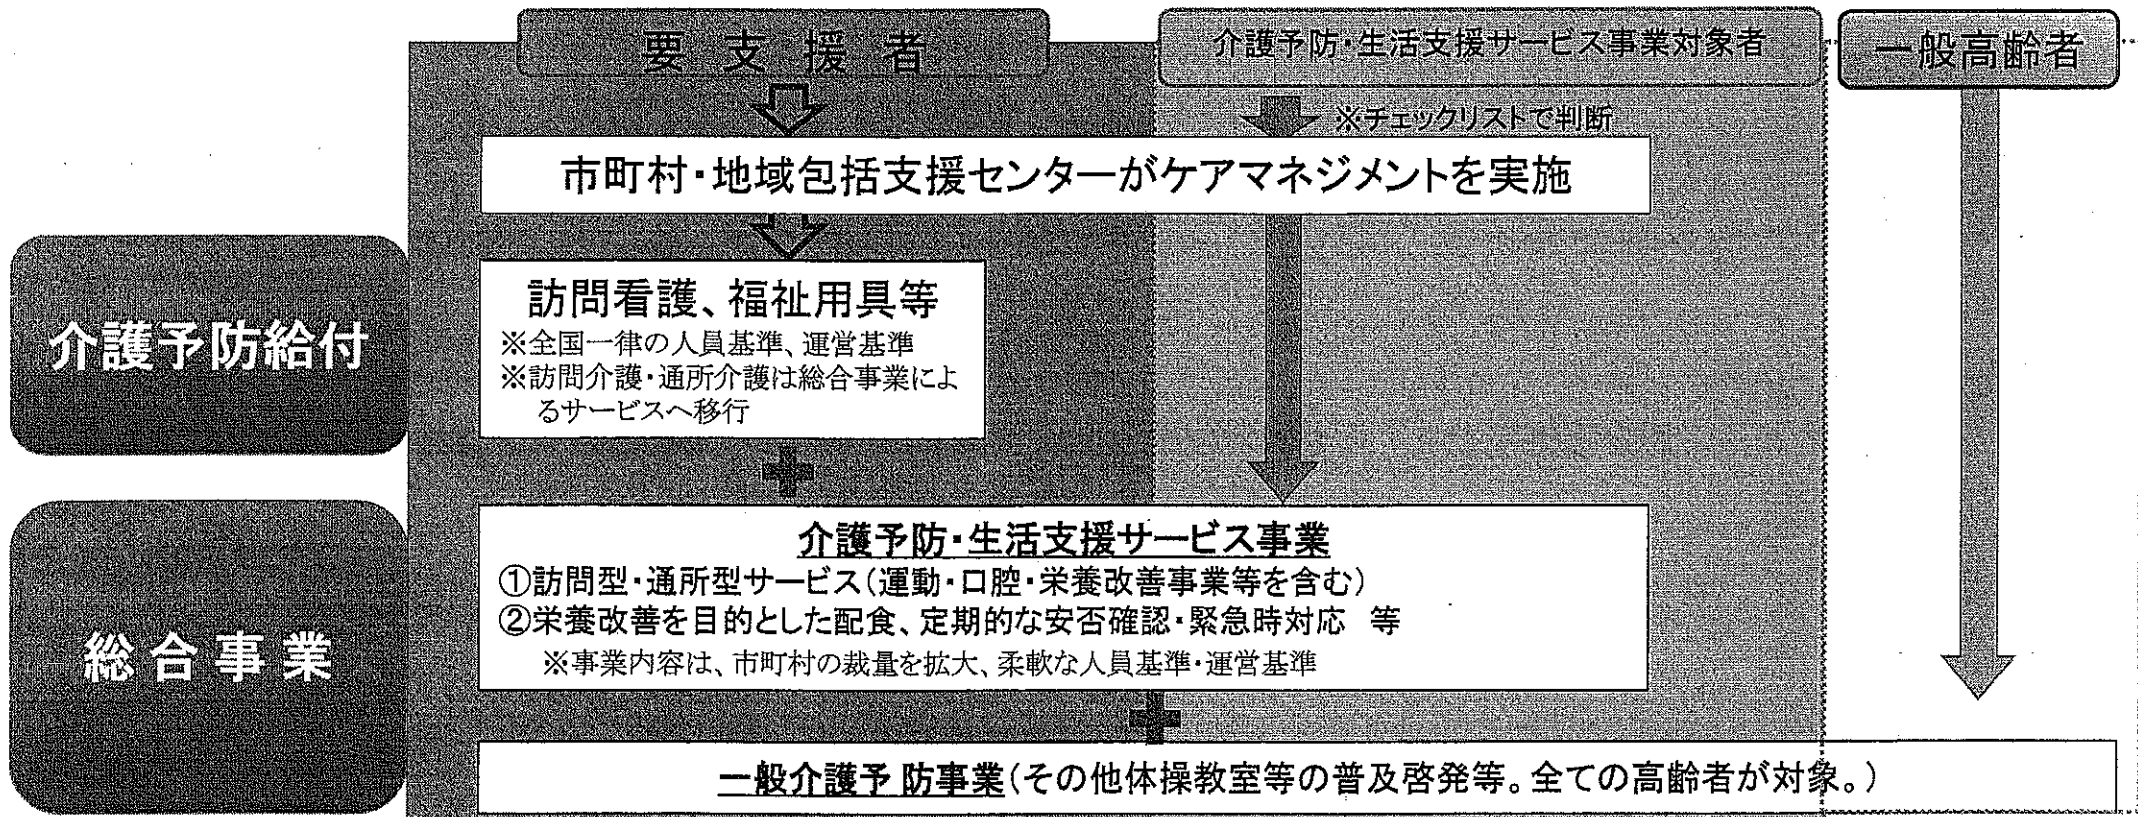 要支援者
介護予防・生活支援サービス事業対象者
一般高齢者
※チェックリストで判断
市町村・地域包括支援センターがケアマネジメントを実施
介護予防給付
訪問看護、福祉用具等
※全国一律の人員基準、運営基準
※訪問介護・通所介護は総合事業によ
るサービスへ移行
総合事業
介護予防・生活支援サービス事業
①訪問型・通所型サービス(運動・口腔・栄養改善事業等を含む)
②栄養改善を目的とした配食、定期的な安否確認・緊急時対応 等
※事業内容は、市町村の裁量を拡大、柔軟な人員基準・運営基準
一般介護予防事業(その他体操教室等の普及啓発等。全ての高齢者が対象。)